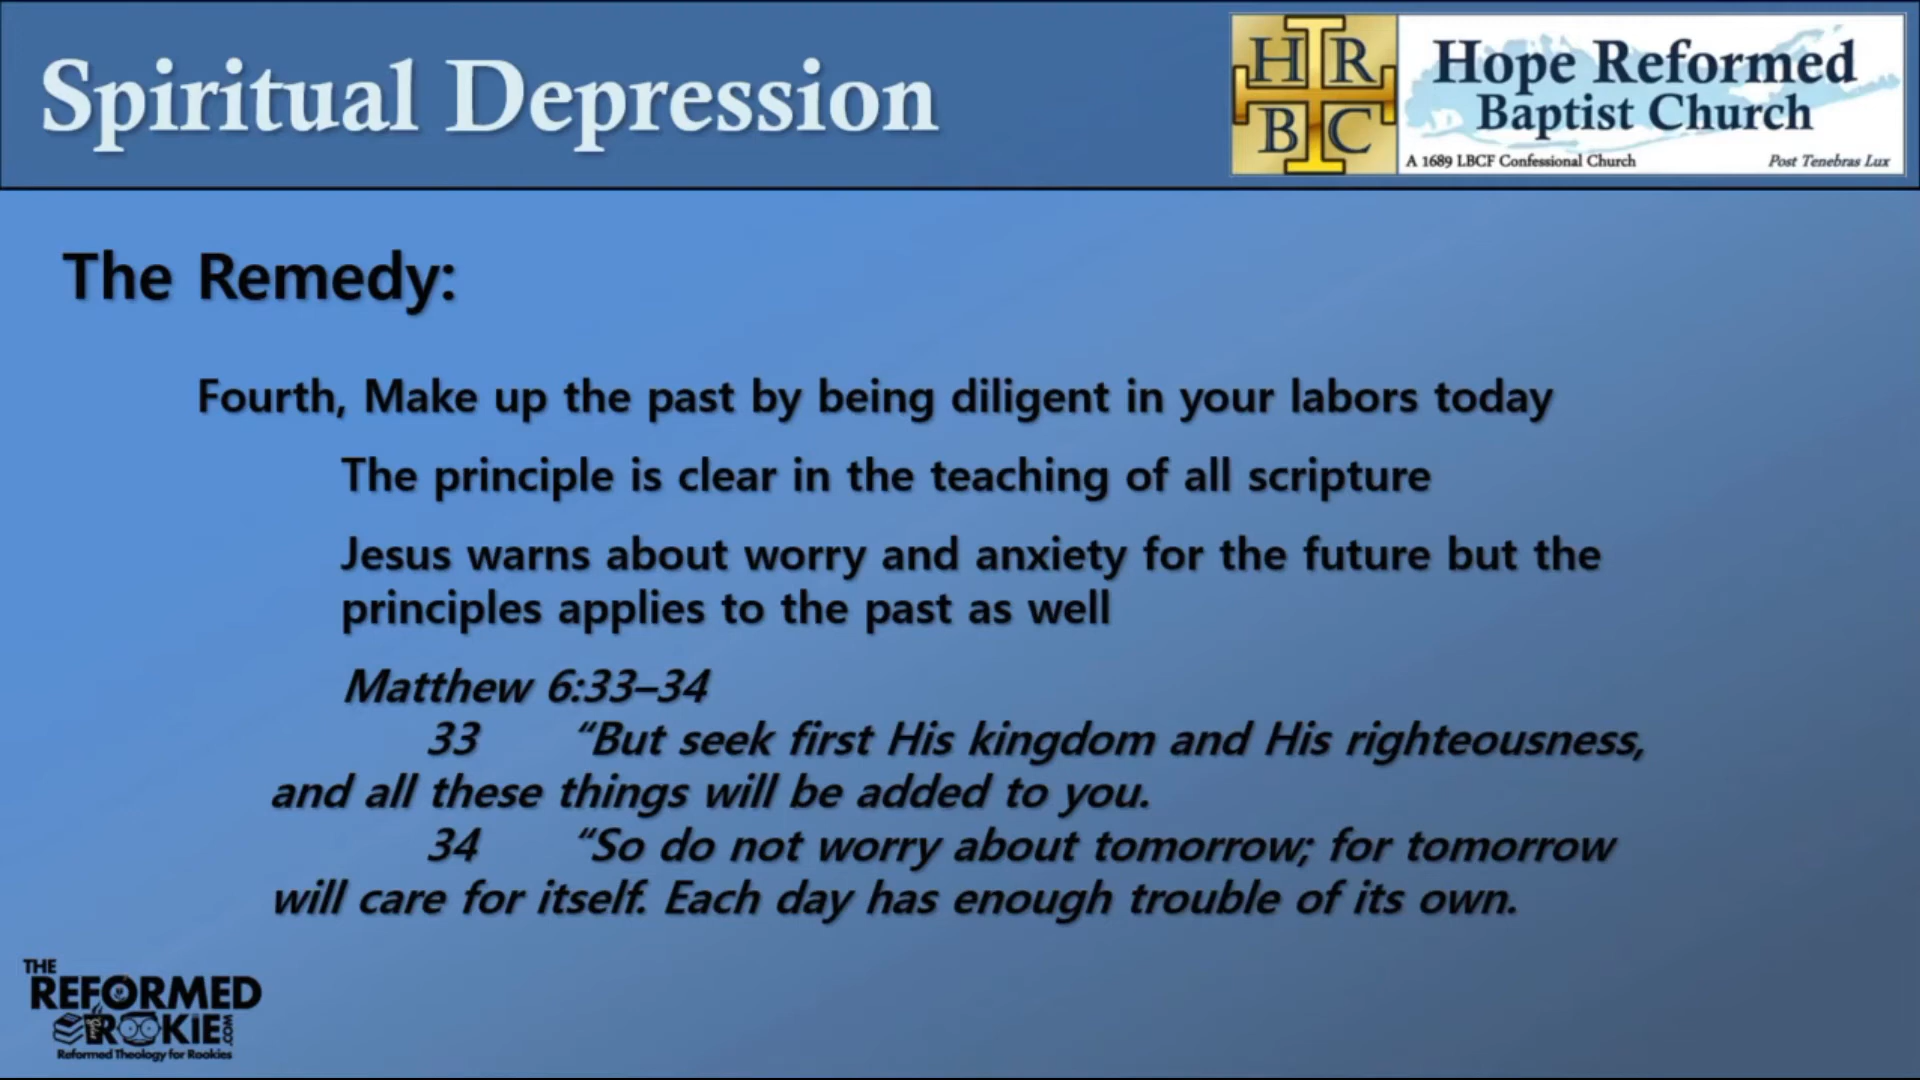 Spiritual Depression
H R
B C
Hope Reformed
Baptist Church
A 1689 LBCF Confessional Church Post Tenebras Lux
The Remedy:
Fourth, Make up the past by being diligent in your labors today
The principle is clear in the teaching of all scripture
Jesus warns about worry and anxiety for the future but the
principles applies to the past as well
Matthew 6:33–34
33 “But seek first His kingdom and His righteousness,
and all these things will be added to you.
34 “So do not worry about tomorrow; for tomorrow
will care for itself. Each day has enough trouble of its own.
THE
REFORMED
ROOKIE.COM
Reformed Theology for Rookies